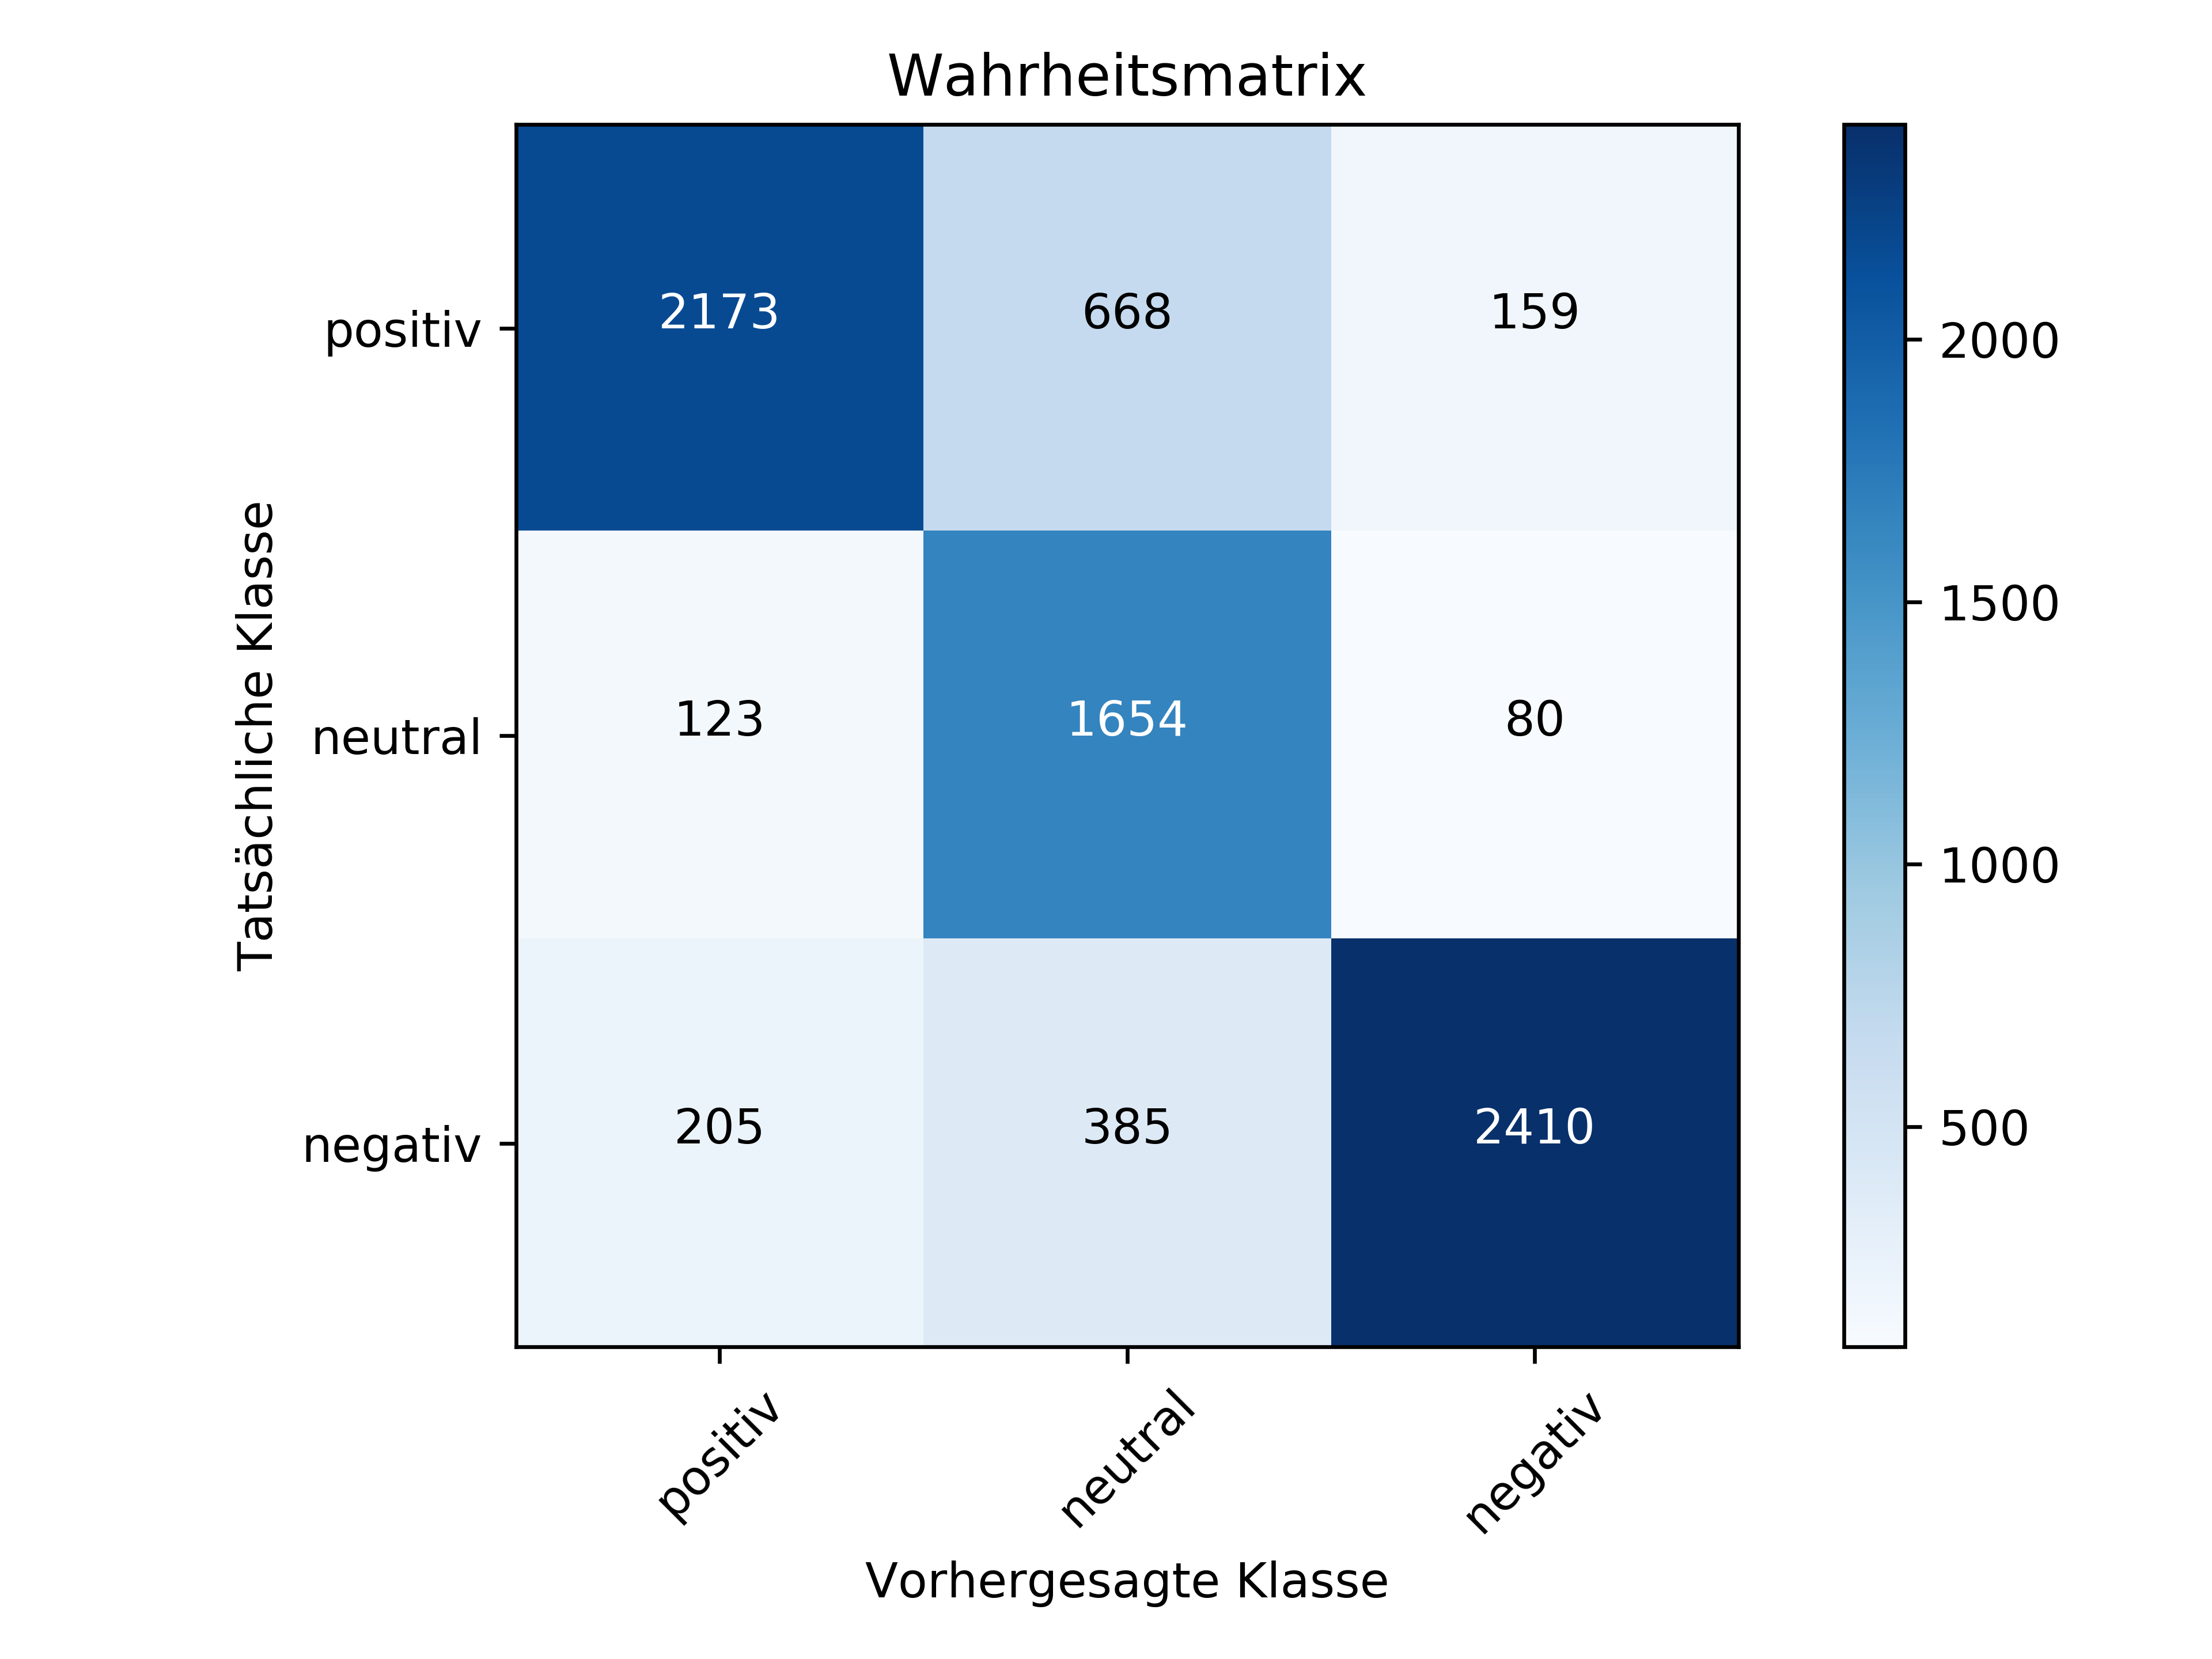 Wahrheitsmatrix
Tatsächliche Klasse
positiv
2173 668 159
neutral
123 1654 80
negativ
205 385 2410
positiv neutral negativ
Vorhergesagte Klasse
2000
1500
1000
500